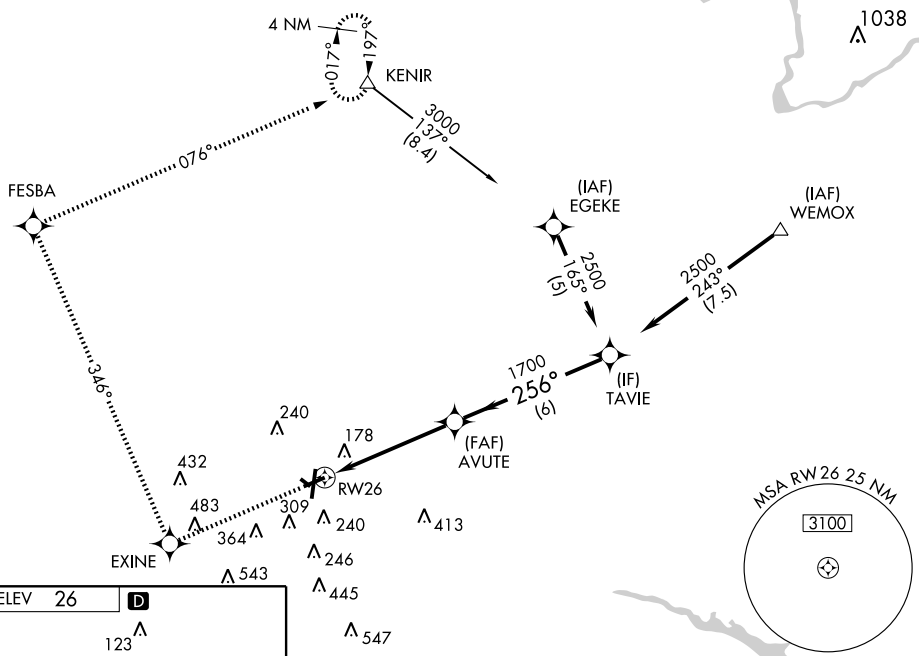 1038
4 NM
017°
197°
KENIR
3000
137°
(8.4)
076°
FESBA
(IAF)
EGEKE
(IAF)
WEMOX
2500
165°
(5)
2500
243°
(7.5)
346°
1700
256°
(6)
(IF)
TAVIE
(FAF)
AVUTE
240
178
432
RW26
483
309
364
240
413
EXINE
246
543
445
ELEV 26
D
123
547
MSA RW26 25 NM
3100